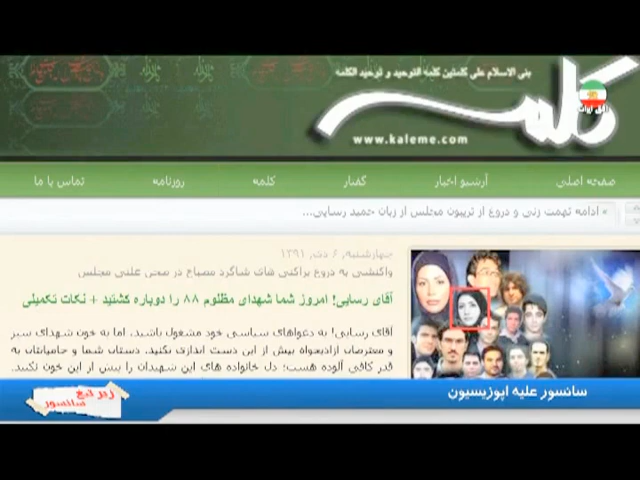 بنی الاسلام علی کلمتین کلمه التوحید و توحید الکلمه
کلمه
www.kaleme.com
افق ایران
صفحه اصلی
آرشیو اخبار
گفتار
کلمه
روزنامه
تماس با ما
» ادامه تهمت زنی و دروغ از تریبون مجلس از زبان حمید رسایی...
چهارشنبه, ۶ دی, ۱۳۹۱
واکنشی به دروغ پراکنی های شاگرد مصباح در صحن علنی مجلس
آقای رسایی! امروز شما شهدای مظلوم ۸۸ را دوباره کشتید + نکات تکمیلی
آقای رسایی! به دعواهای سیاسی خود مشغول باشید، اما به خون شهدای سبز
و معترضان آزادیخواه بیش از این دست اندازی نکنید. دستان شما و حامیانتان به
قدر کافی آلوده هست؛ دل خانواده های این شهیدان را بیش از این خون نکنید.
سانسور علیه اپوزیسیون
زیر تیغ
سانسور